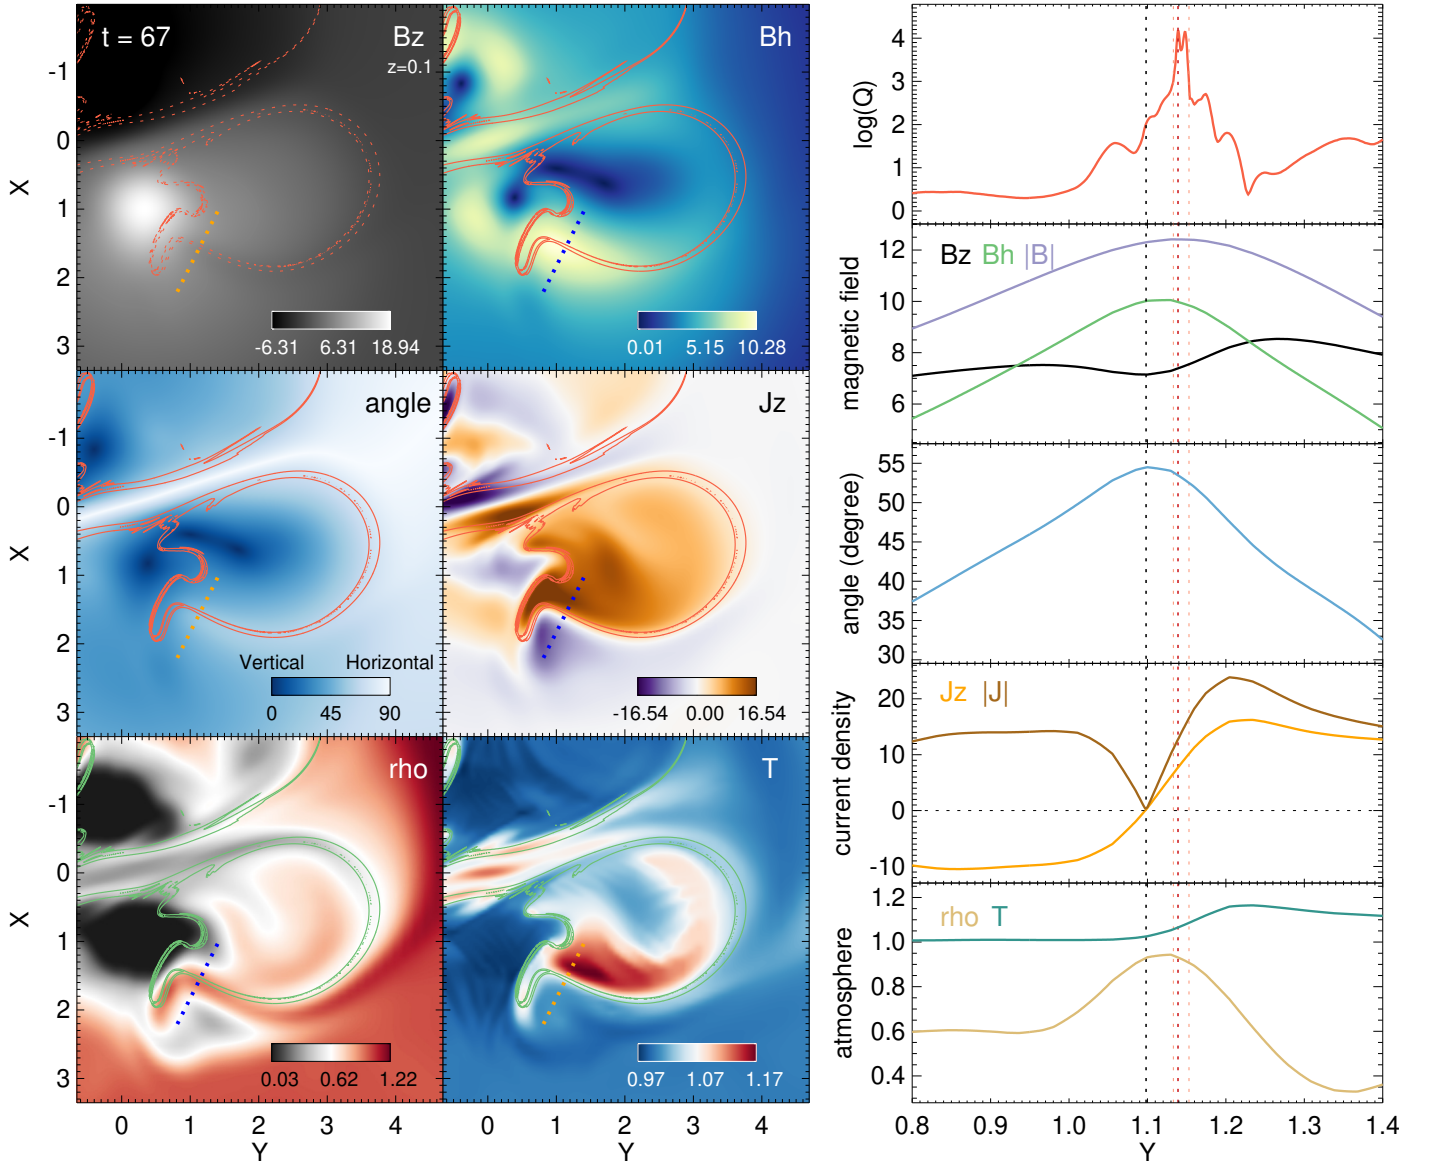 t = 67
Bz
z=0.1
-1
0
1
2
3
X
-6.31 6.31 18.94
Bh
0.01 5.15 10.28
angle
-1
0
1
2
3
X
Vertical Horizontal
0 45 90
Jz
-16.54 0.00 16.54
rho
-1
0
1
2
3
X
0.03 0.62 1.22
0 1 2 3 4
Y
T
0.97 1.07 1.17
0 1 2 3 4
Y
log(Q)
4
3
2
1
0
magnetic field
12
10
8
6
Bz Bh |B|
angle (degree)
55
50
45
40
35
30
current density
20
10
0
-10
Jz |J|
atmosphere
1.2
1.0
0.8
0.6
0.4
rho T
0.8 0.9 1.0 1.1 1.2 1.3 1.4
Y